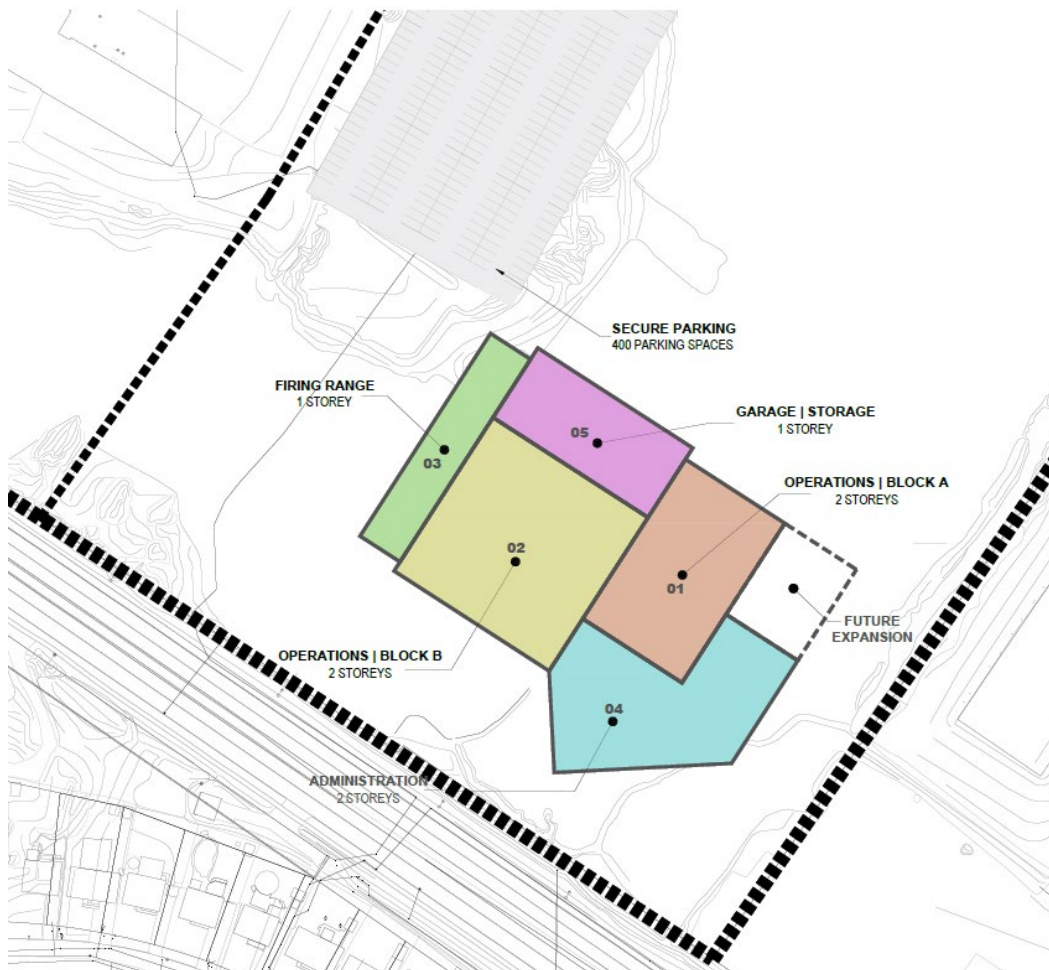 SECURE PARKING
400 PARKING SPACES
FIRING RANGE
1 STOREY
GARAGE | STORAGE
1 STOREY
05
03
OPERATIONS | BLOCK A
2 STOREYS
02
01
FUTURE
EXPANSION
OPERATIONS | BLOCK B
2 STOREYS
04
ADMINISTRATION
2 STOREYS